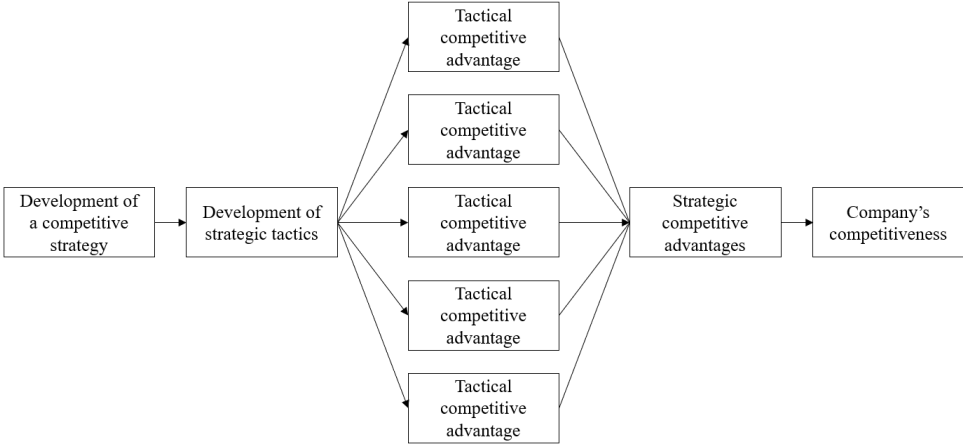 Tactical
competitive
advantage
Tactical
competitive
advantage
Development of
a competitive
strategy
Development of
strategic tactics
Tactical
competitive
advantage
Strategic
competitive
advantages
Company’s
competitiveness
Tactical
competitive
advantage
Tactical
competitive
advantage